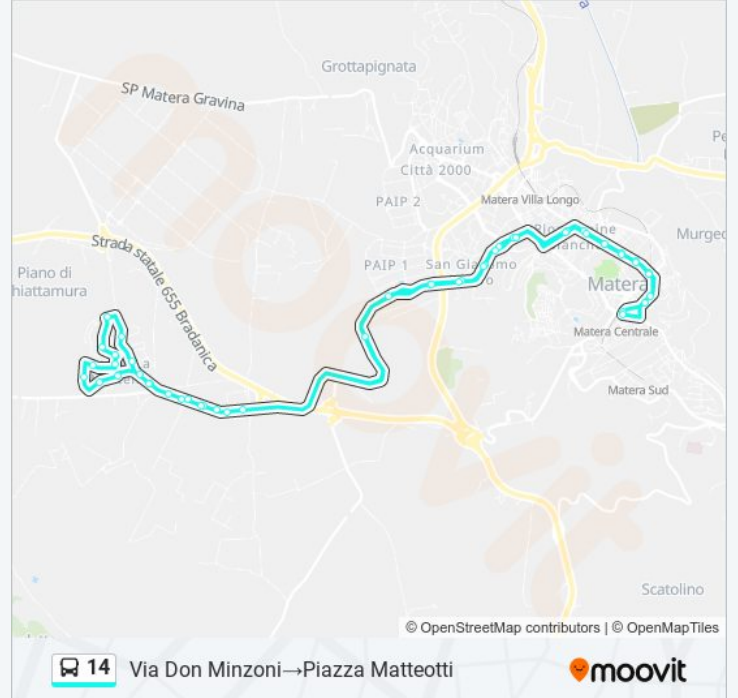 Grottapignata
SP Matera Gravina
Acquarium
Città 2000
PAIP 2
Matera Villa Longo
Strada statale 655 Bradanica
PAIP 1
San Giacomo
Piano di
Matera
Matera Centrale
Matera Sud
Scatolino
moovit
© OpenStreetMap contributors | © OpenMapTiles
14
Via Don Minzoni→Piazza Matteotti
moovit